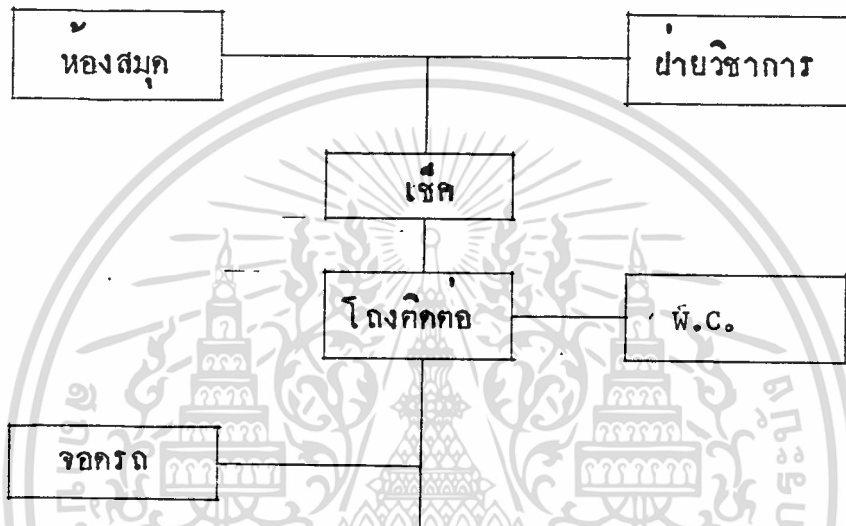 ห้องสมุด
ฝ่ายวิชาการ
เช็ค
โถงติดต่อ
W.C.
จอดรถ